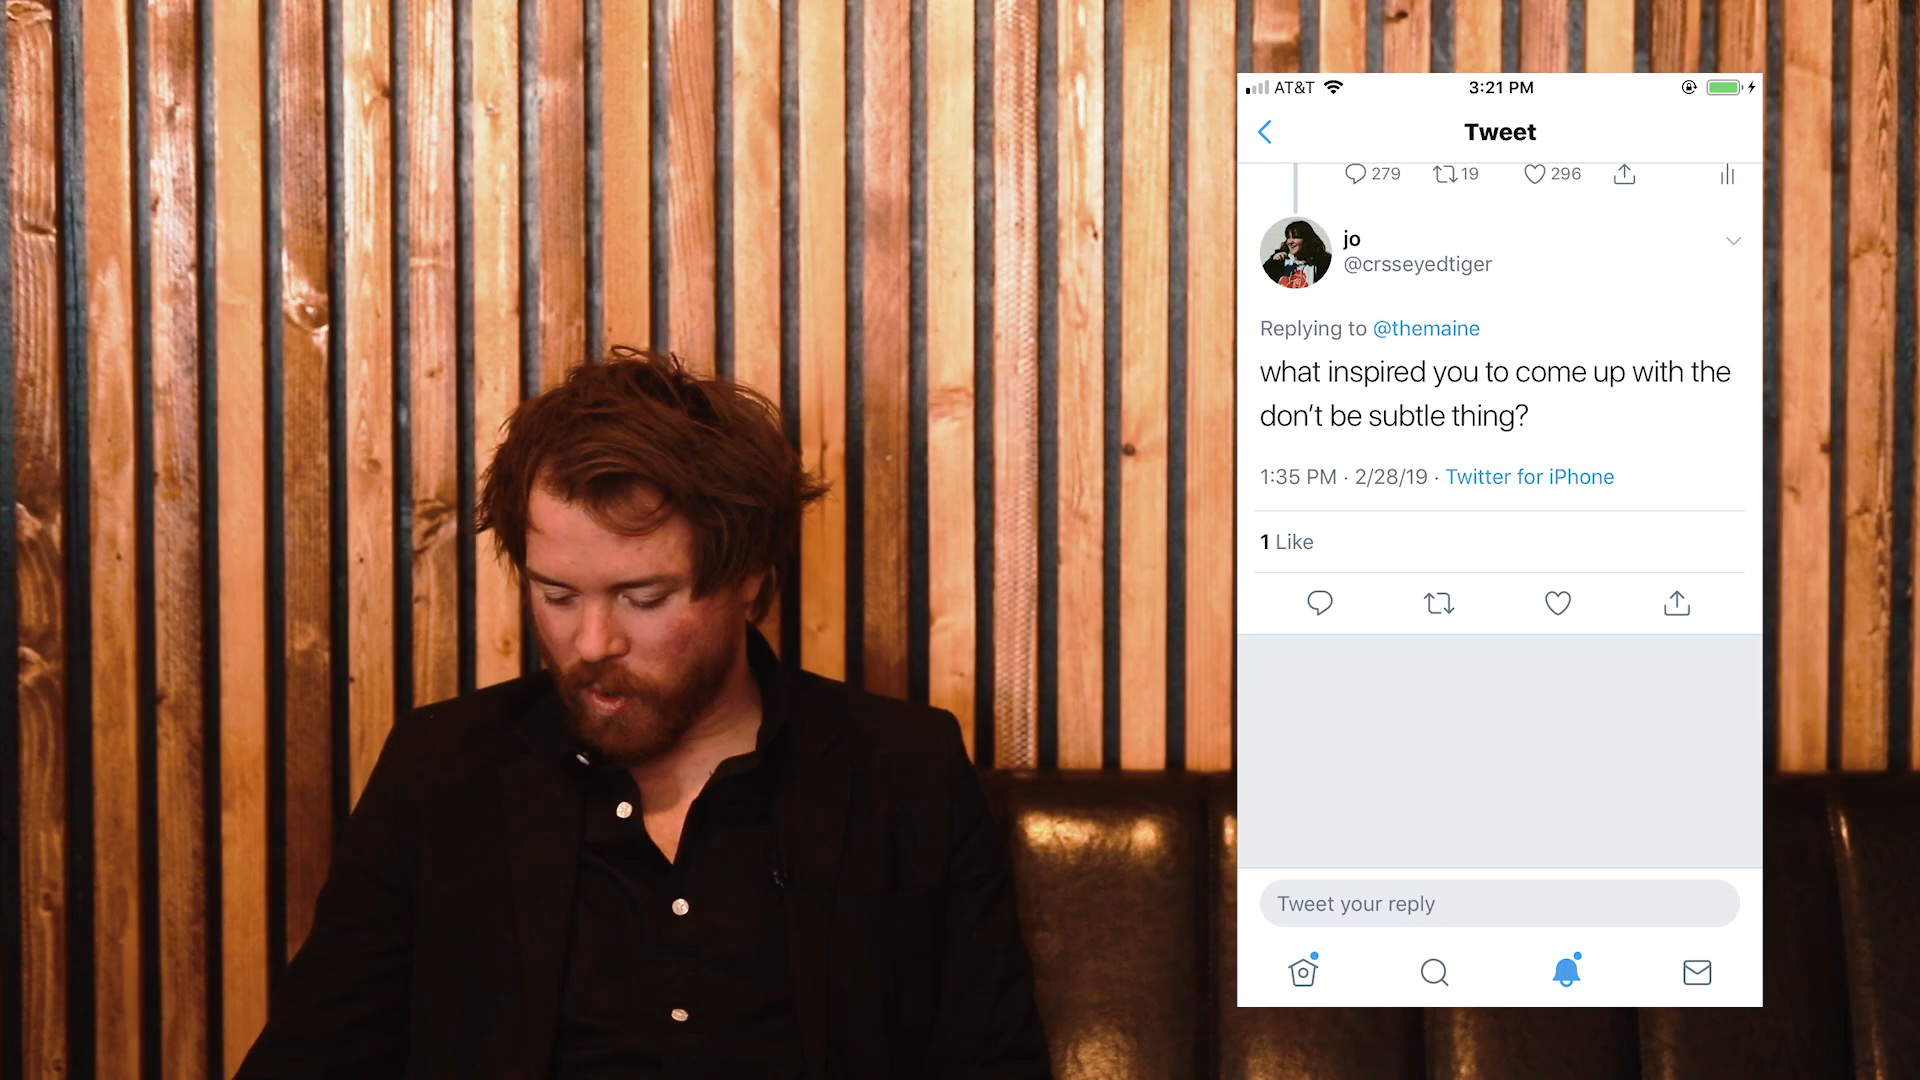 AT&T 3:21 PM
Tweet
279 19 296
jo
@crsseyedtiger
Replying to @themaine
what inspired you to come up with the
don't be subtle thing?
1:35 PM · 2/28/19 · Twitter for iPhone
1 Like
Tweet your reply